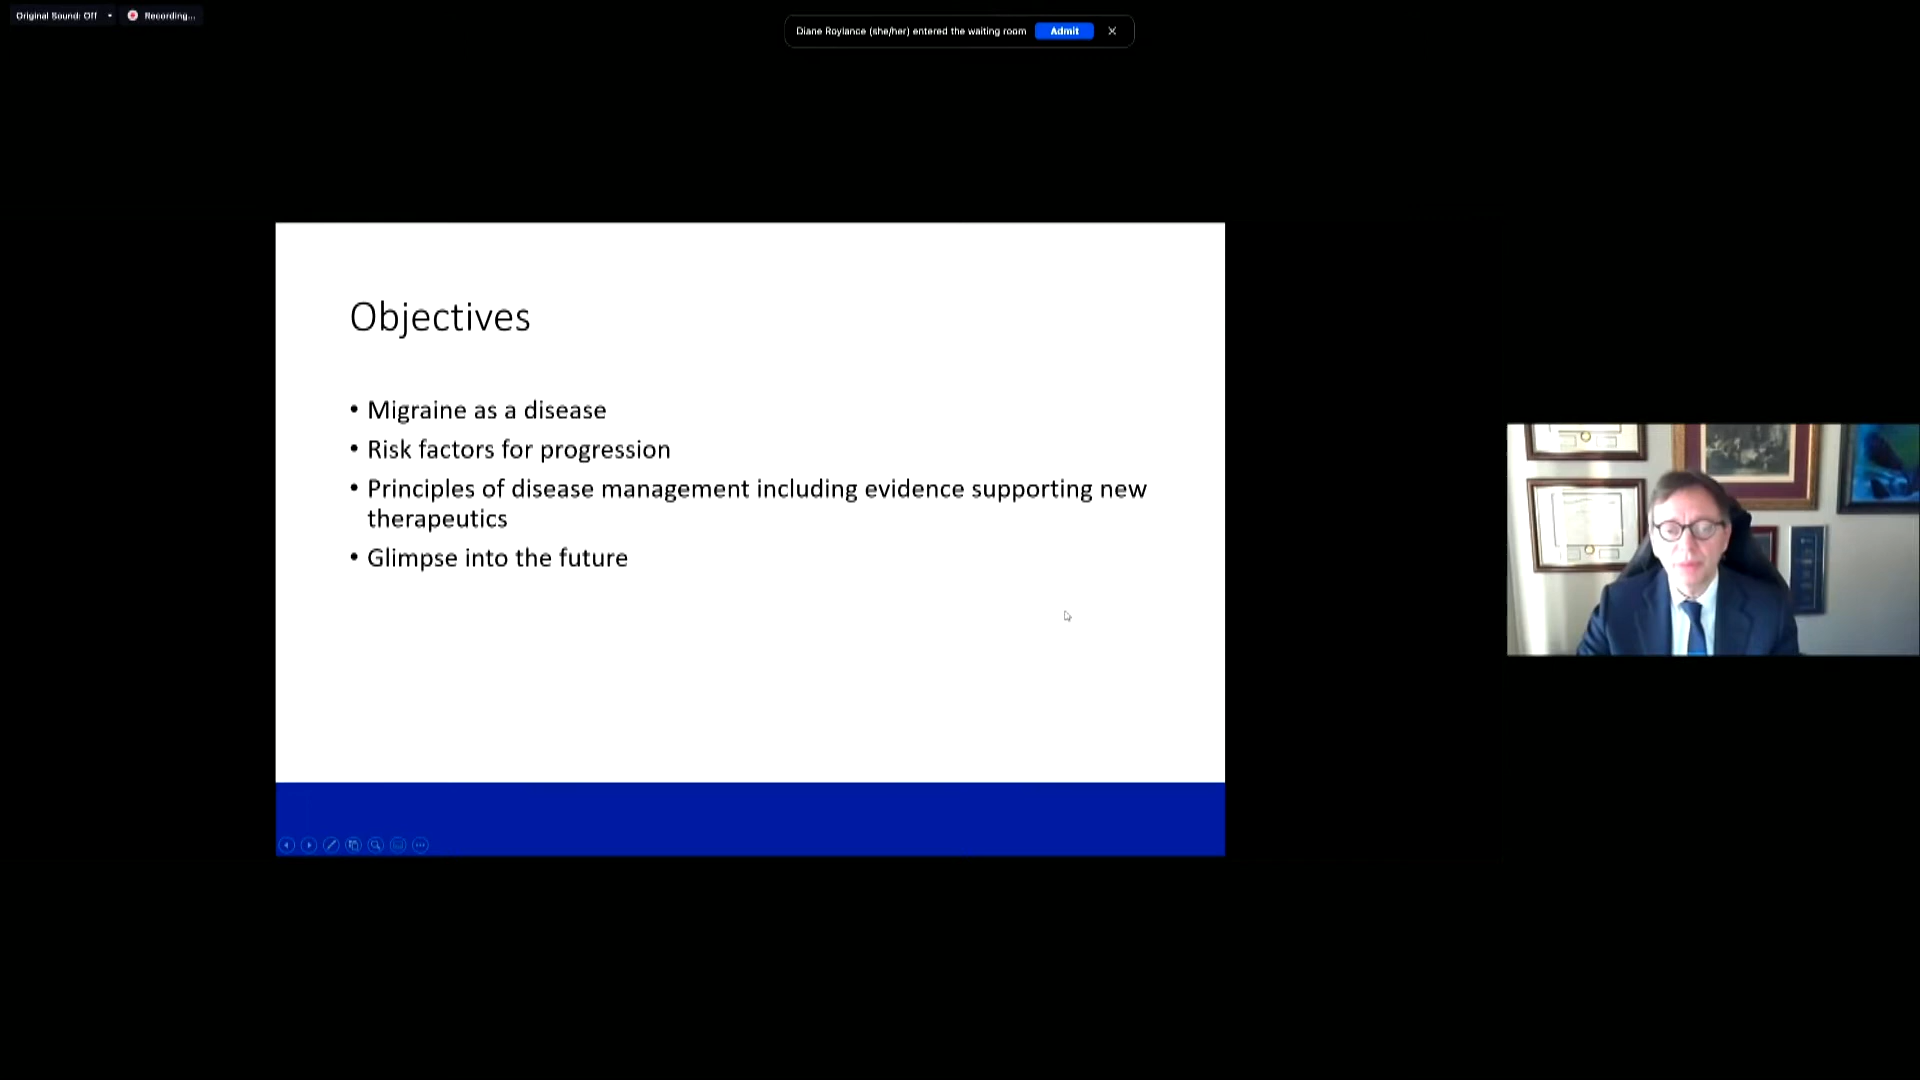 Original Sound: Off
Recording...
Diane Roylance (she/her) entered the waiting room
Admit
Objectives
• Migraine as a disease
• Risk factors for progression
• Principles of disease management including evidence supporting new
therapeutics
• Glimpse into the future